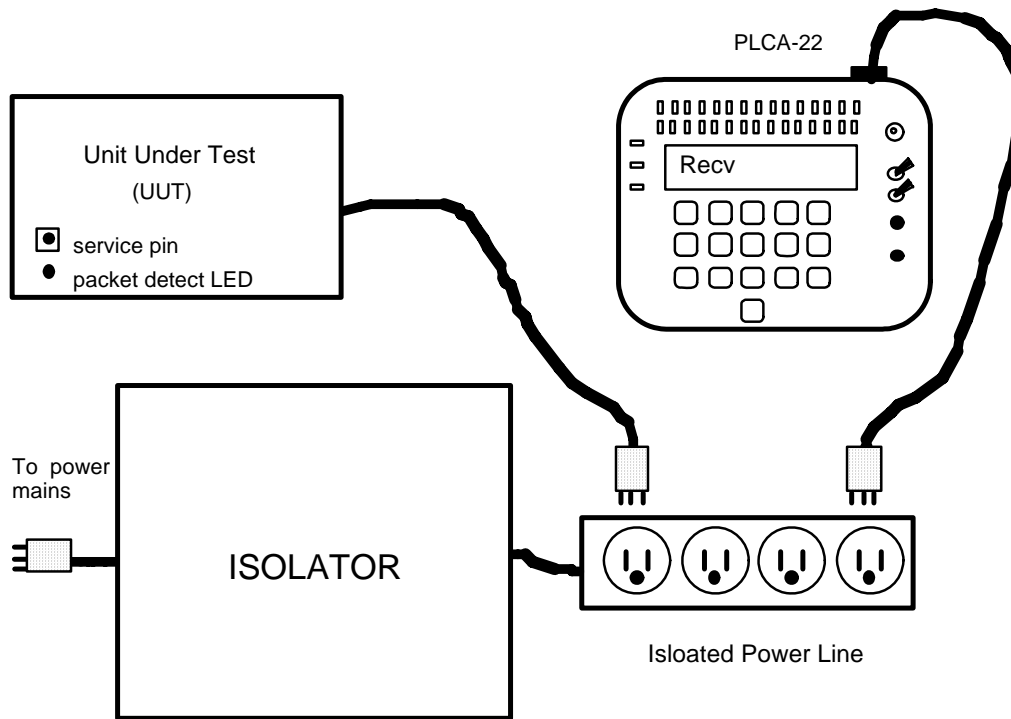 PLCA-22
Unit Under Test
(UUT)
service pin
packet detect LED
Recv
To power
mains
ISOLATOR
Isloated Power Line